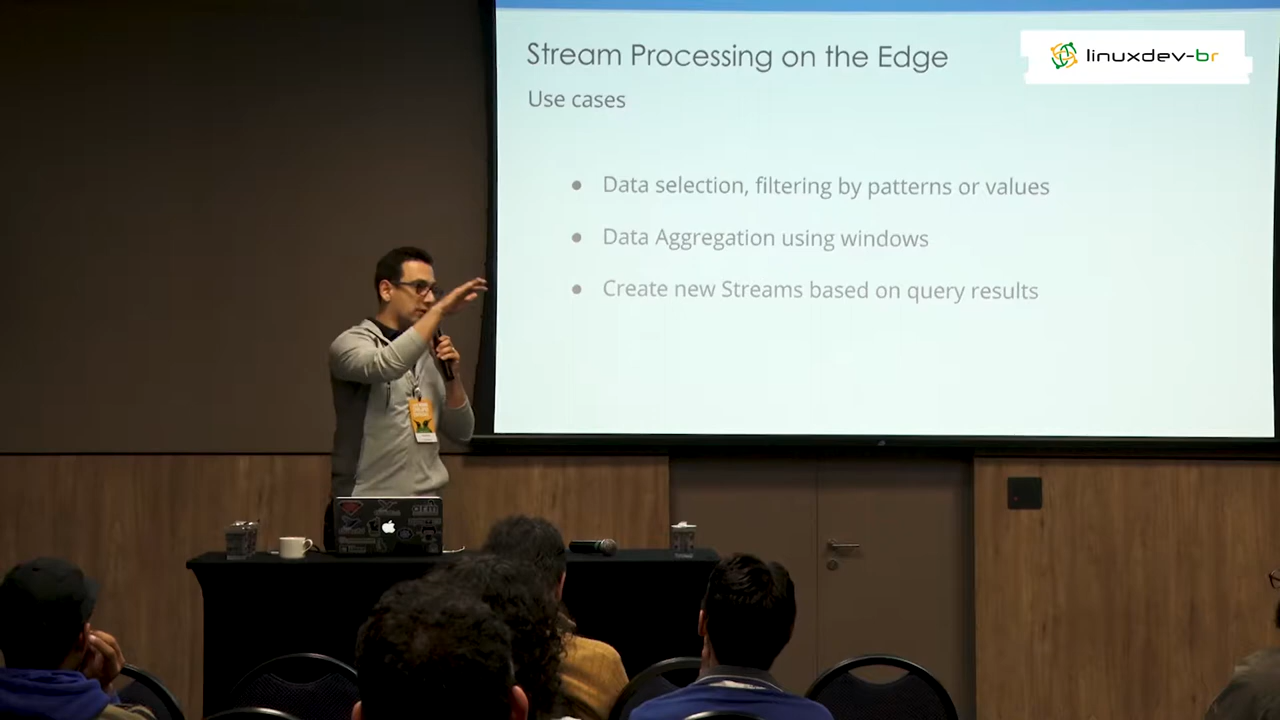 Stream Processing on the Edge
linuxdev-br
Use cases
● Data selection, filtering by patterns or values
● Data Aggregation using windows
● Create new Streams based on query results